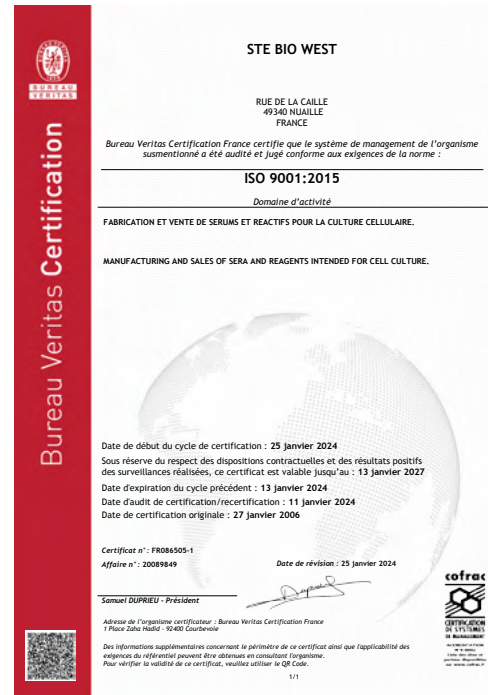 STE BIO WEST
RUE DE LA CAILLE
49340 NUAILLE
FRANCE
Bureau Veritas Certification France certifie que le système de management de l'organisme
susmentionné a été audité et jugé conforme aux exigences de la norme :
ISO 9001:2015
Domaine d'activité
FABRICATION ET VENTE DE SERUMS ET REACTIFS POUR LA CULTURE CELLULAIRE.
MANUFACTURING AND SALES OF SERA AND REAGENTS INTENDED FOR CELL CULTURE.
Date de début du cycle de certification : 25 janvier 2024
Sous réserve du respect des dispositions contractuelles et des résultats positifs
des surveillances réalisées, ce certificat est valable jusqu'au : 13 janvier 2027
Date d'expiration du cycle précédent : 13 janvier 2024
Date d'audit de certification/recertification : 11 janvier 2024
Date de certification originale : 27 janvier 2006
Certificat n° : FR086505-1
Affaire n° : 20089849 Date de révision : 25 janvier 2024
Samuel DUPRIEU - Président
Adresse de l'organisme certificateur : Bureau Veritas Certification France
1 Place Zaha Hadid - 92400 Courbevoie
Des informations supplémentaires concernant le périmètre de ce certificat ainsi que l'applicabilité des
exigences du référentiel peuvent être obtenues en consultant l'organisme.
Pour vérifier la validité de ce certificat, veuillez utiliser le QR Code.
1/1
BUREAU
VERITAS
Bureau Veritas Certification
cofrac
CERTIFICATION
DE SYSTEMES
DE MANAGEMENT